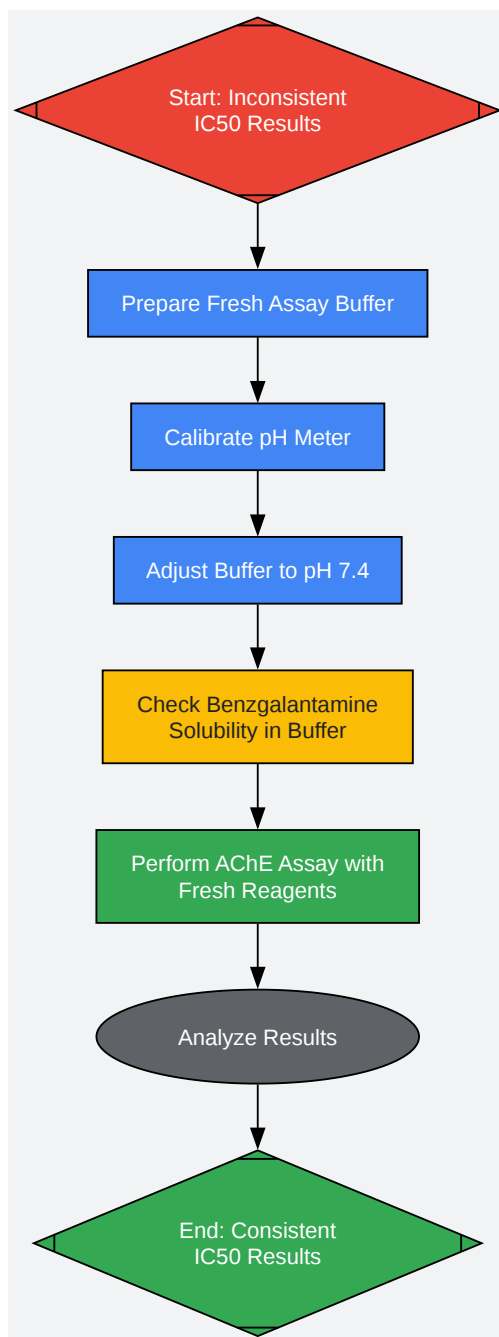 Start: Inconsistent
IC50 Results
Prepare Fresh Assay Buffer
Calibrate pH Meter
Adjust Buffer to pH 7.4
Check Benzgalantamine
Solubility in Buffer
Perform AChE Assay with
Fresh Reagents
Analyze Results
End: Consistent
IC50 Results